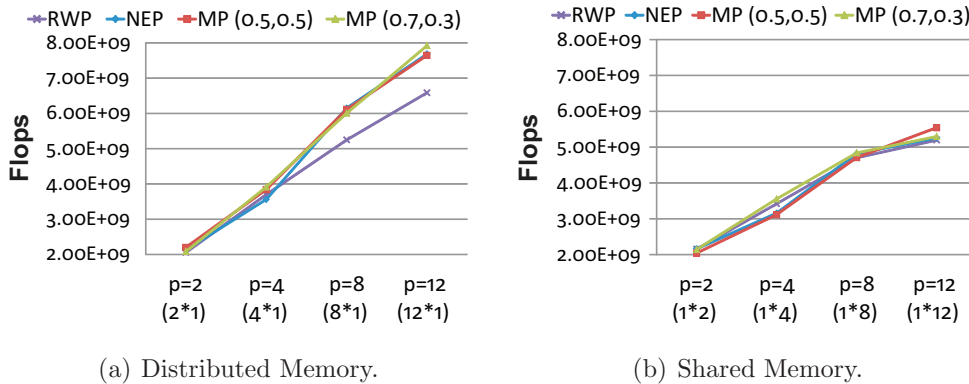 RWP NEP MP (0.5,0.5) MP (0.7,0.3)
8.00E+09
7.00E+09
6.00E+09
5.00E+09
4.00E+09
3.00E+09
2.00E+09
Flops
p=2 p=4 p=8 p=12
(2*1) (4*1) (8*1) (12*1)
(a) Distributed Memory.
RWP NEP MP (0.5,0.5) MP (0.7,0.3)
8.00E+09
7.00E+09
6.00E+09
5.00E+09
4.00E+09
3.00E+09
2.00E+09
Flops
p=2 p=4 p=8 p=12
(1*2) (1*4) (1*8) (1*12)
(b) Shared Memory.